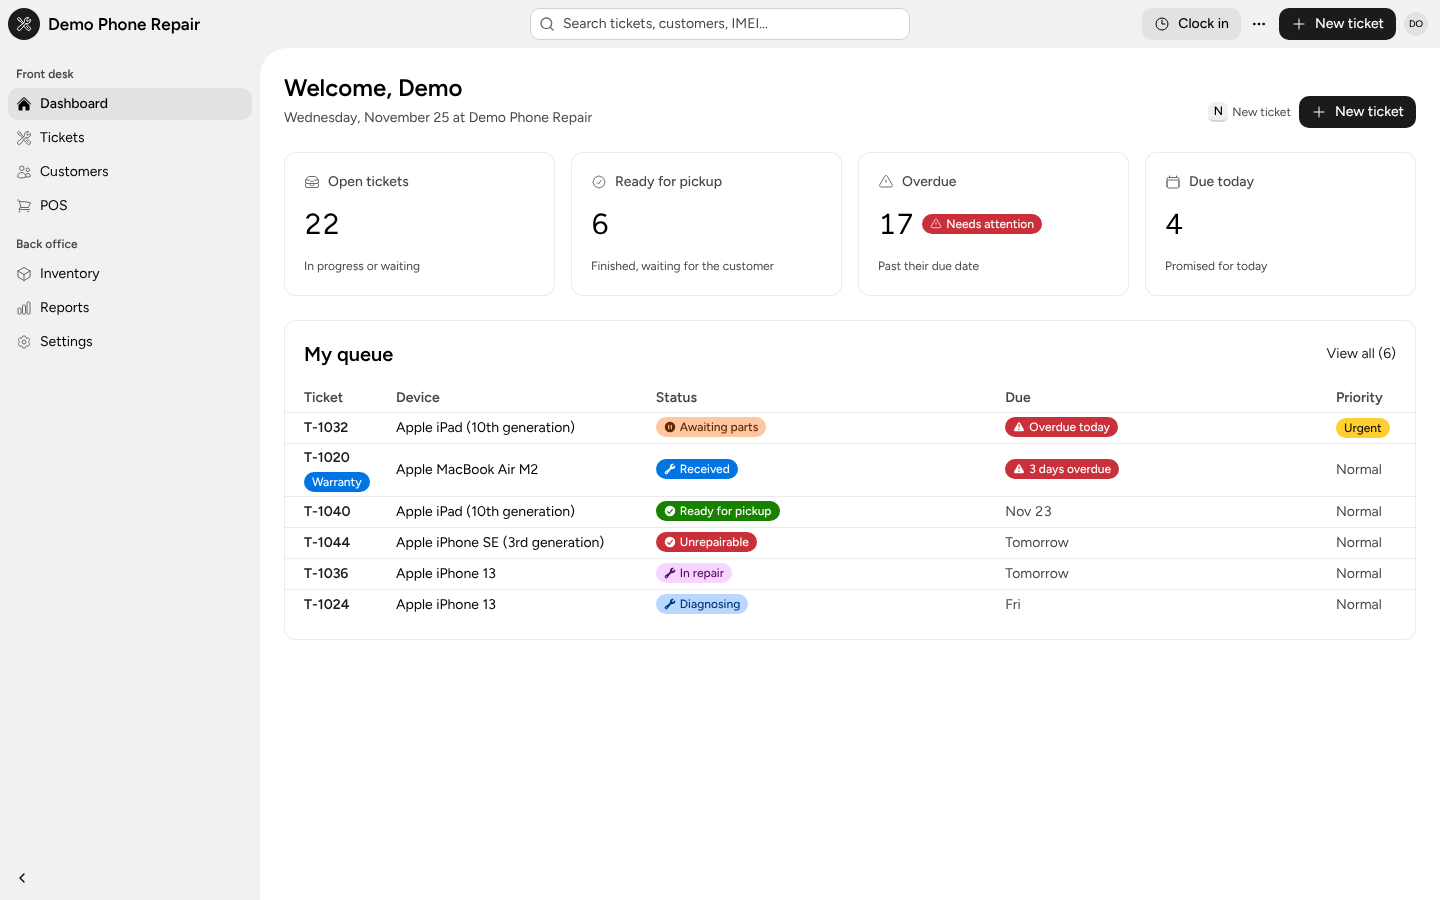 Demo Phone Repair
Search tickets, customers, IMEI...
Clock in
New ticket
DO
Front desk
Dashboard
Tickets
Customers
POS
Back office
Inventory
Reports
Settings
Welcome, Demo
Wednesday, November 25 at Demo Phone Repair
N New ticket
New ticket
Open tickets
22
In progress or waiting
Ready for pickup
6
Finished, waiting for the customer
Overdue
17 Needs attention
Past their due date
Due today
4
Promised for today
My queue
View all (6)
Ticket Device Status Due Priority
T-1032 Apple iPad (10th generation) Awaiting parts Overdue today Urgent
T-1020 Warranty Apple MacBook Air M2 Received 3 days overdue Normal
T-1040 Apple iPad (10th generation) Ready for pickup Nov 23 Normal
T-1044 Apple iPhone SE (3rd generation) Unrepairable Tomorrow Normal
T-1036 Apple iPhone 13 In repair Tomorrow Normal
T-1024 Apple iPhone 13 Diagnosing Fri Normal